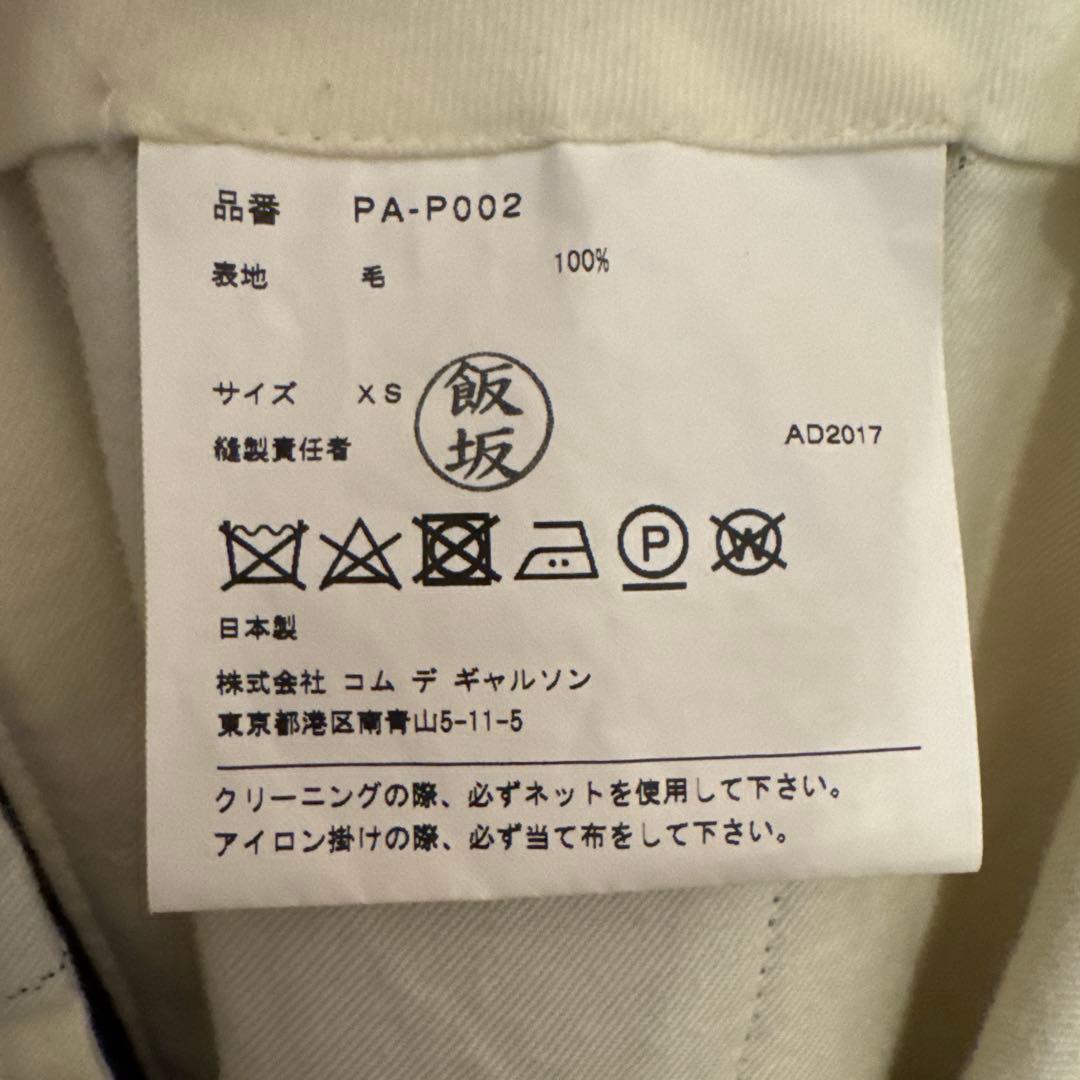 品番 PA-P002
表地 毛 100%
サイズ XS
飯坂
縫製責任者
AD2017
P W
日本製
株式会社 コム デ ギャルソン
東京都港区南青山5-11-5
クリーニングの際、必ずネットを使用して下さい。
アイロン掛けの際、必ず当て布をして下さい。